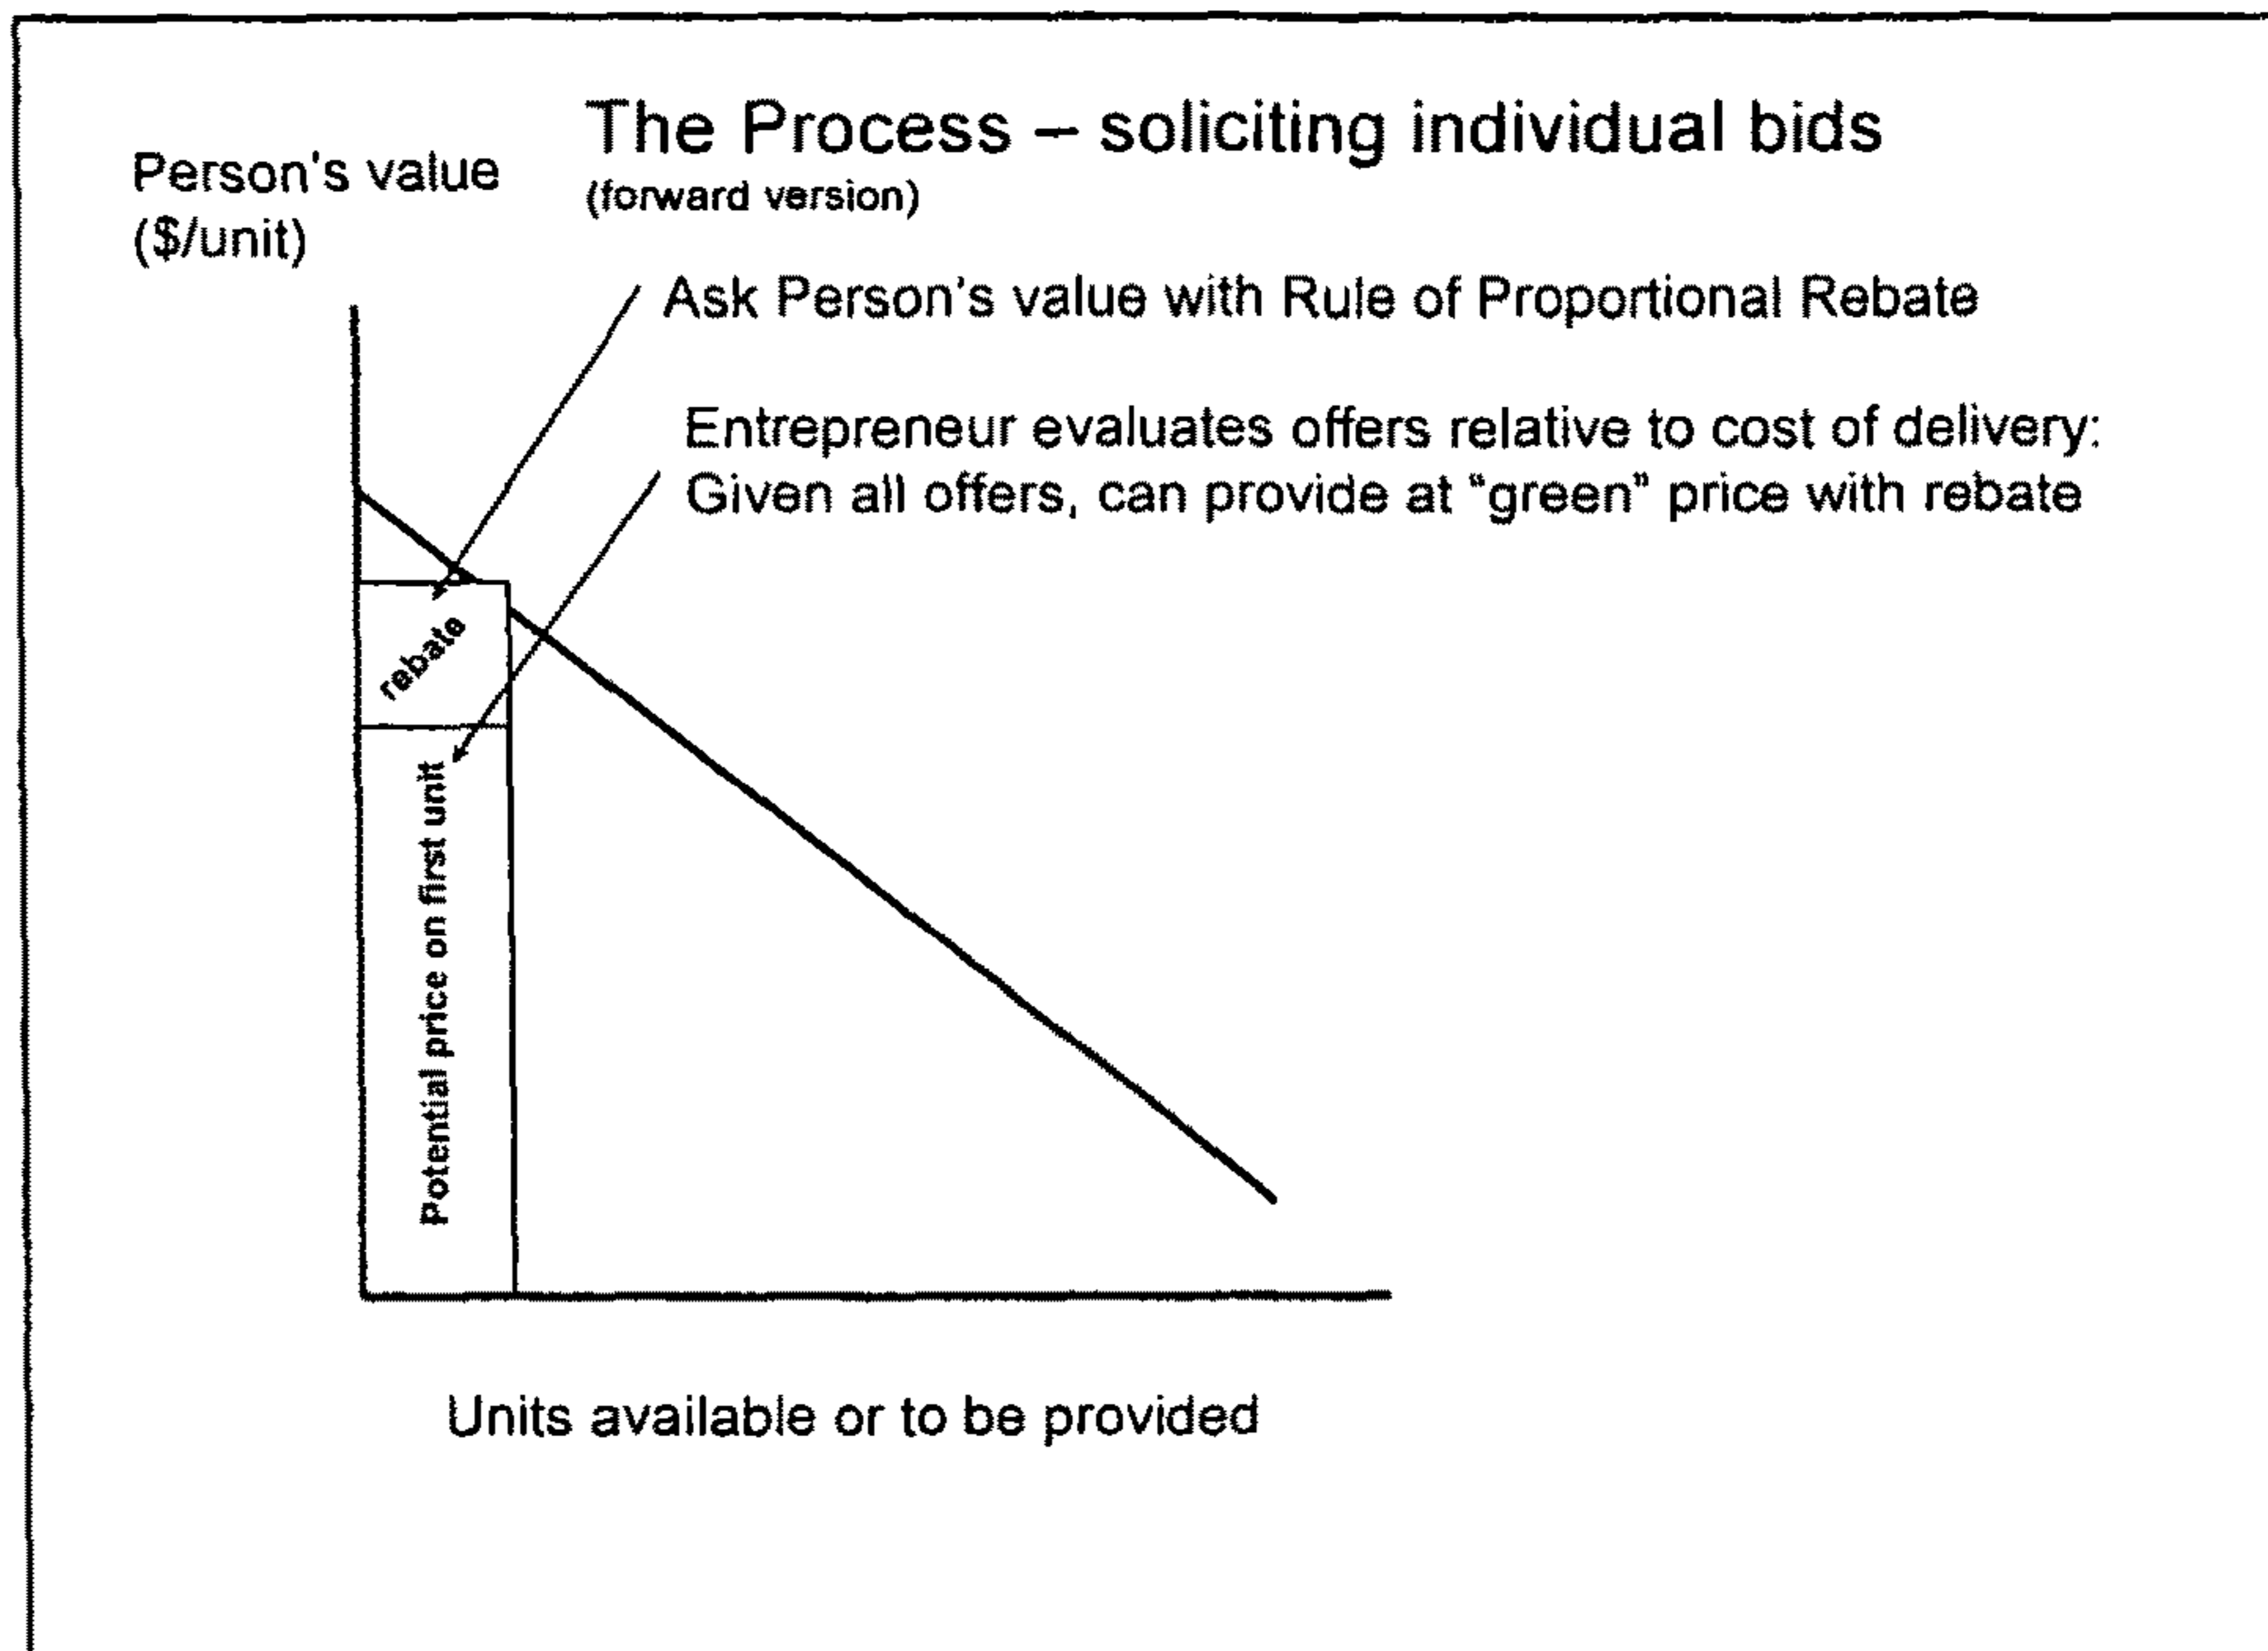 The Process – soliciting individual bids
(forward version)
Person's value
($/unit)
Ask Person's value with Rule of Proportional Rebate
Entrepreneur evaluates offers relative to cost of delivery:
Given all offers, can provide at “green” price with rebate
rebate
Potential price on first unit
Units available or to be provided